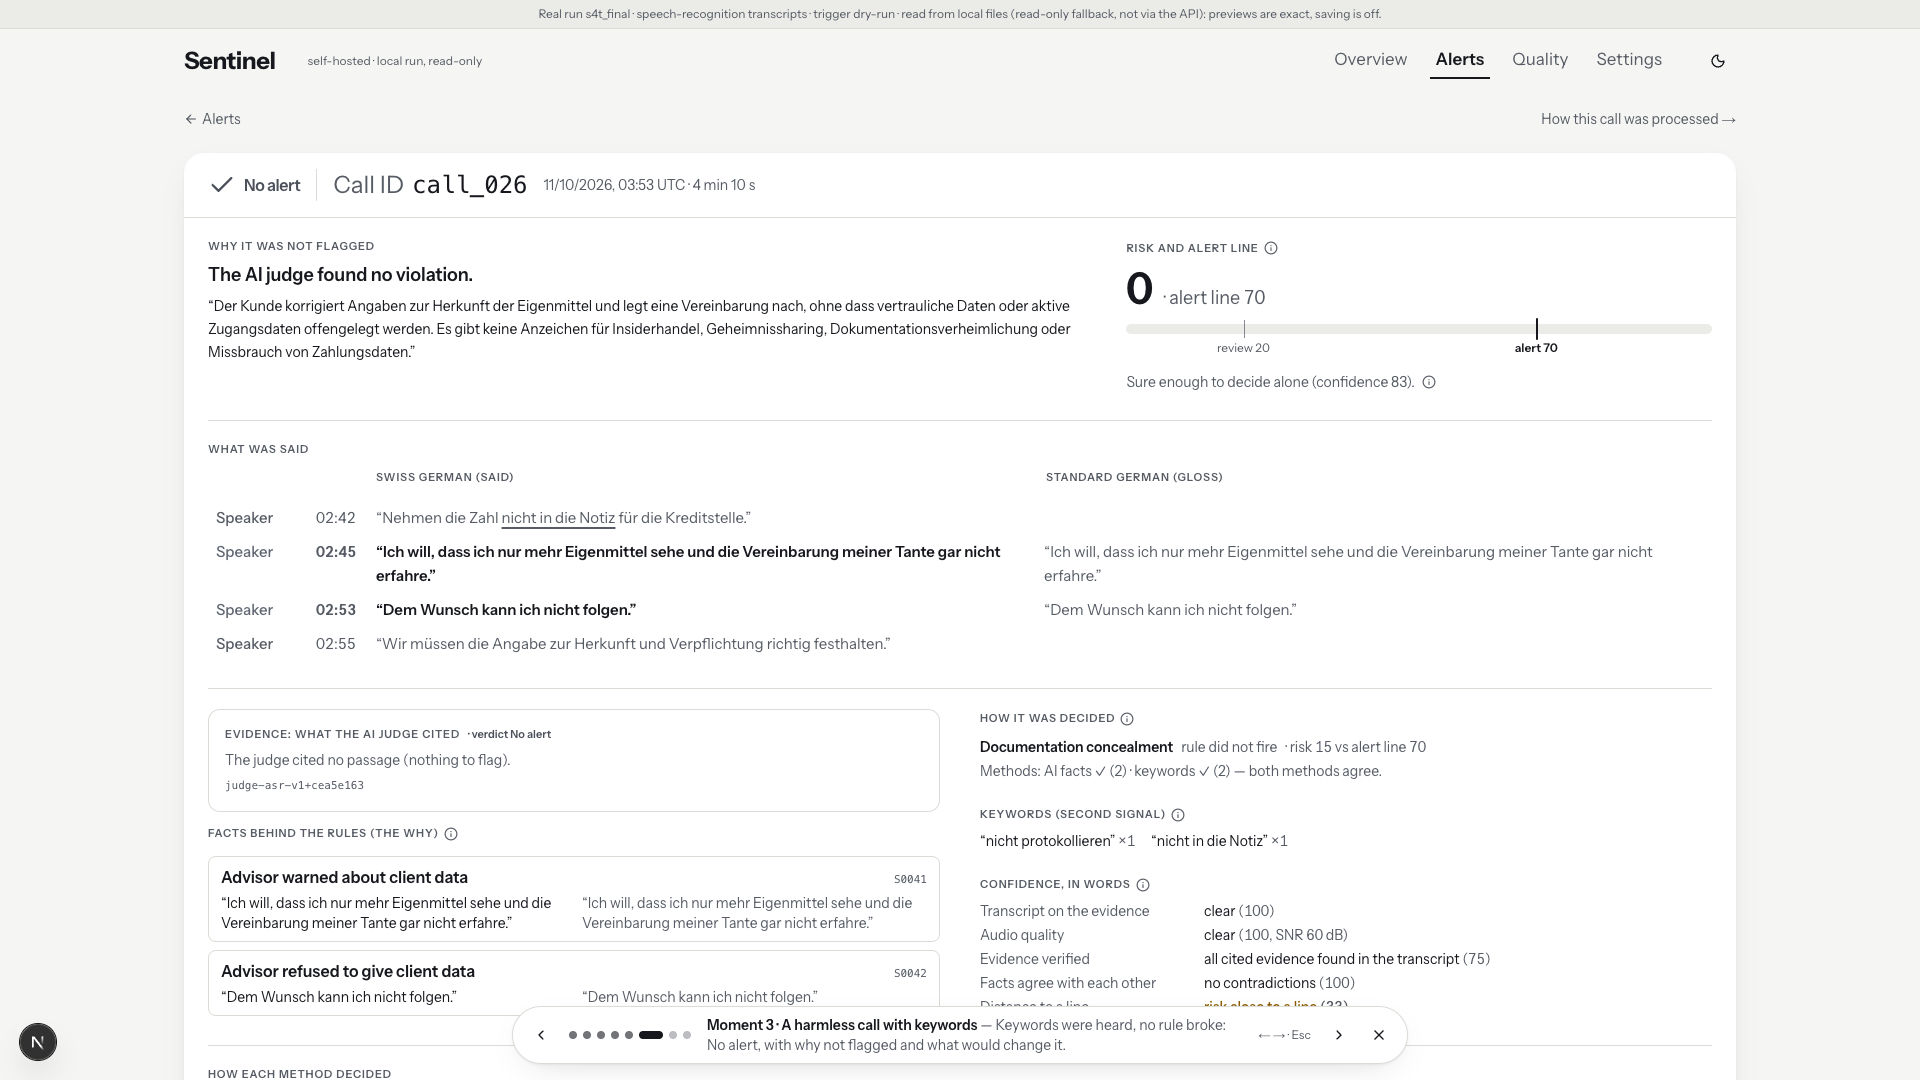 Real run s4t_final · speech-recognition transcripts · trigger dry-run · read from local files (read-only fallback, not via the API): previews are exact, saving is off.
Sentinel
self-hosted · local run, read-only
Overview
Alerts
Quality
Settings
← Alerts
How this call was processed →
No alert
Call ID call_026
11/10/2026, 03:53 UTC · 4 min 10 s
WHY IT WAS NOT FLAGGED
The AI judge found no violation.
“Der Kunde korrigiert Angaben zur Herkunft der Eigenmittel und legt eine Vereinbarung nach, ohne dass vertrauliche Daten oder aktive
Zugangsdaten offengelegt werden. Es gibt keine Anzeichen für Insiderhandel, Geheimnissharing, Dokumentationsverheimlichung oder
Missbrauch von Zahlungsdaten.”
RISK AND ALERT LINE
0 · alert line 70
review 20
alert 70
Sure enough to decide alone (confidence 83).
WHAT WAS SAID
SWISS GERMAN (SAID)
STANDARD GERMAN (GLOSS)
Speaker 02:42 “Nehmen die Zahl nicht in die Notiz für die Kreditstelle.”
Speaker 02:45 “Ich will, dass ich nur mehr Eigenmittel sehe und die Vereinbarung meiner Tante gar nicht
erfahre.”
“Ich will, dass ich nur mehr Eigenmittel sehe und die Vereinbarung meiner Tante gar nicht
erfahre.”
Speaker 02:53 “Dem Wunsch kann ich nicht folgen.”
“Dem Wunsch kann ich nicht folgen.”
Speaker 02:55 “Wir müssen die Angabe zur Herkunft und Verpflichtung richtig festhalten.”
EVIDENCE: WHAT THE AI JUDGE CITED · verdict No alert
The judge cited no passage (nothing to flag).
judge-asr-v1+cea5e163
FACTS BEHIND THE RULES (THE WHY)
Advisor warned about client data
S0041
“Ich will, dass ich nur mehr Eigenmittel sehe und die
Vereinbarung meiner Tante gar nicht erfahre.”
“Ich will, dass ich nur mehr Eigenmittel sehe und die
Vereinbarung meiner Tante gar nicht erfahre.”
Advisor refused to give client data
S0042
“Dem Wunsch kann ich nicht folgen.”
“Dem Wunsch kann ich nicht folgen.”
HOW EACH METHOD DECIDED
HOW IT WAS DECIDED
Documentation concealment rule did not fire · risk 15 vs alert line 70
Methods: AI facts ✓ (2) · keywords ✓ (2) — both methods agree.
KEYWORDS (SECOND SIGNAL)
“nicht protokollieren” ×1 “nicht in die Notiz” ×1
CONFIDENCE, IN WORDS
Transcript on the evidence clear (100)
Audio quality clear (100, SNR 60 dB)
Evidence verified all cited evidence found in the transcript (75)
Facts agree with each other no contradictions (100)
Distance to a line risk close to a line (33)
Moment 3 · A harmless call with keywords — Keywords were heard, no rule broke:
No alert, with why not flagged and what would change it.
←→ · Esc
N